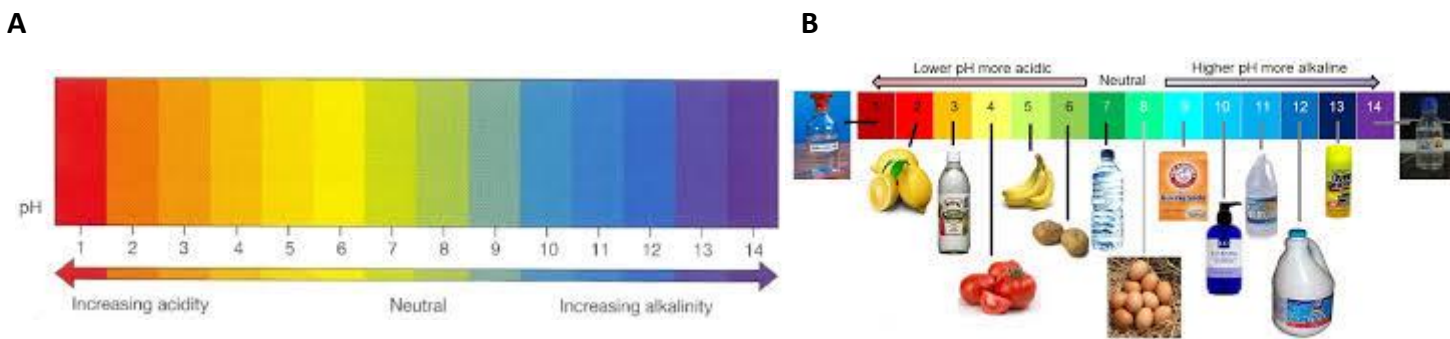 A
B
pH
1 2 3 4 5 6 7 8 9 10 11 12 13 14
Increasing acidity Neutral Increasing alkalinity
Lower pH more acidic Neutral Higher pH more alkaline
1 2 3 4 5 6 7 8 9 10 11 12 13 14